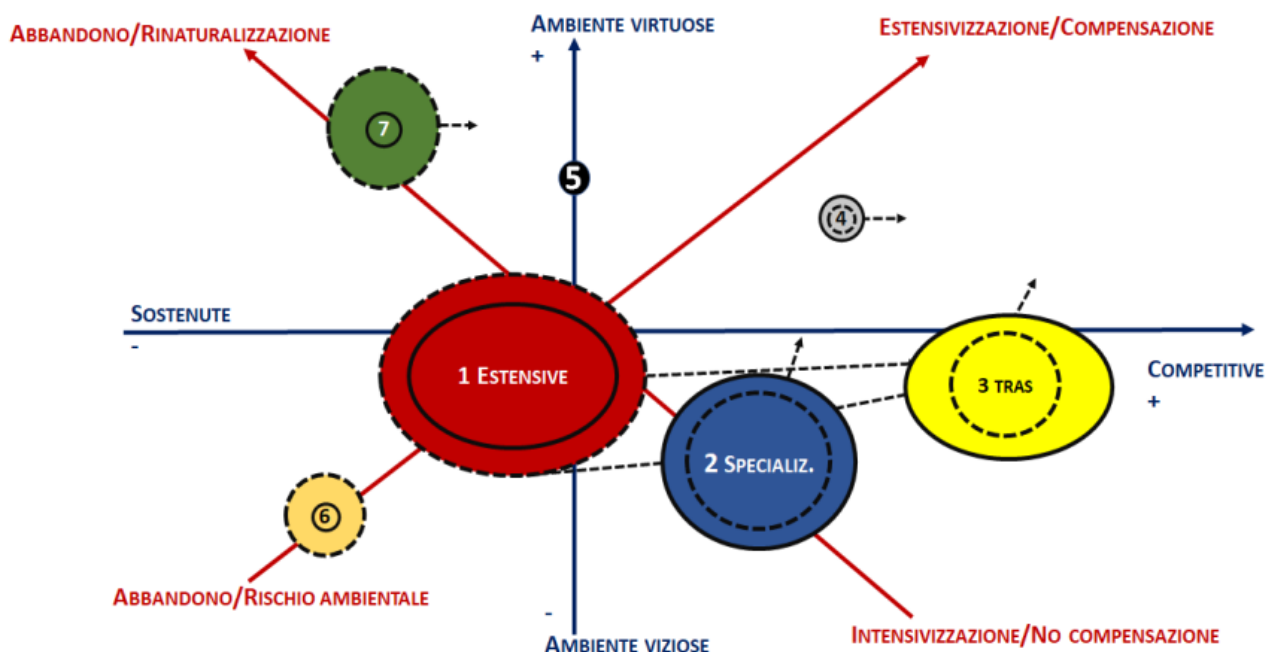 AMBIENTE VIRTUOSE
+
ABBANDONO/RINATURALIZZAZIONE
ESTENSIVIZZAZIONE/COMPENSAZIONE
7
5
4
SOSTENUTE
-
1 ESTENSIVE
3 TRAS
COMPETITIVE
+
2 SPECIALIZ.
6
ABBANDONO/RISCHIO AMBIENTALE
-
AMBIENTE VIZIOSE
INTENSIVIZZAZIONE/NO COMPENSAZIONE